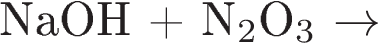 NaOH + N₂O₃ →